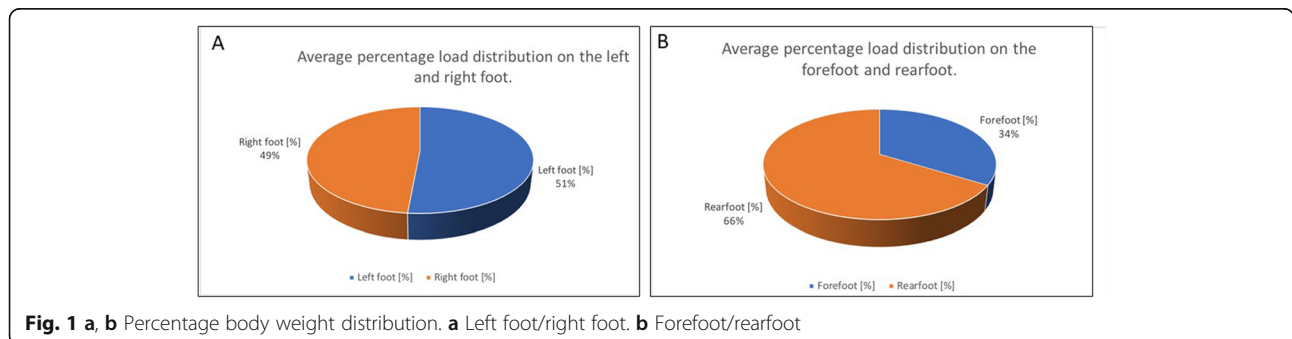 A
Average percentage load distribution on the left
and right foot.
Right foot [%]
49%
Left foot [%]
51%
Left foot [%] Right foot [%]
B
Average percentage load distribution on the
forefoot and rearfoot.
Forefoot [%]
34%
Rearfoot [%]
66%
Forefoot [%] Rearfoot [%]
Fig. 1 a, b Percentage body weight distribution. a Left foot/right foot. b Forefoot/rearfoot